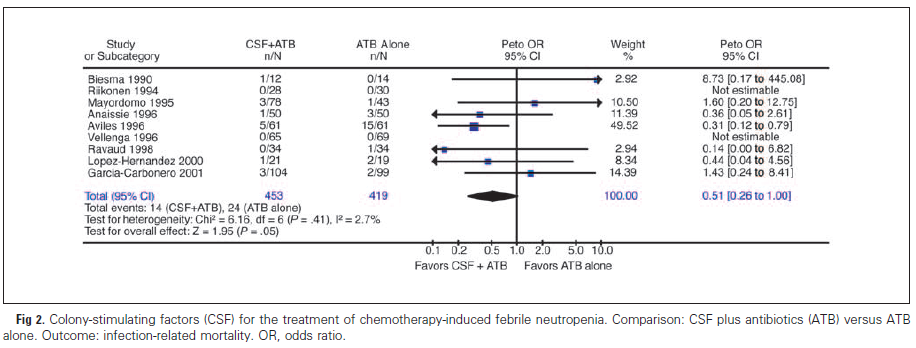 Study CSF+ATB ATB Alone Peto OR Weight Peto OR
or Subcategory n/N n/N 95% CI % 95% CI
Biesma 1990 1/12 0/14 2.92 8.73 [0.17 to 445.08]
Riikonen 1994 0/28 0/30 Not estimable
Mayordomo 1995 3/78 1/43 10.50 1.60 [0.20 to 12.75]
Anaissie 1996 1/50 3/50 11.39 0.36 [0.05 to 2.61]
Aviles 1996 5/61 15/61 49.52 0.31 [0.12 to 0.79]
Vellenga 1996 0/65 0/69 Not estimable
Ravaud 1998 0/34 1/34 2.94 0.14 [0.00 to 6.82]
Lopez-Hernandez 2000 1/21 2/19 8.34 0.44 [0.04 to 4.56]
Garcia-Carbonero 2001 3/104 2/99 14.39 1.43 [0.24 to 8.41]
Total (95% CI) 453 419 100.00 0.51 [0.26 to 1.00]
Total events: 14 (CSF+ATB), 24 (ATB alone)
Test for heterogeneity: Chi² = 6.16, df = 6 (P = .41), I² = 2.7%
Test for overall effect: Z = 1.95 (P = .05)
0.1 0.2 0.5 1.0 2.0 5.0 10.0
Favors CSF + ATB Favors ATB alone
Fig 2. Colony-stimulating factors (CSF) for the treatment of chemotherapy-induced febrile neutropenia. Comparison: CSF plus antibiotics (ATB) versus ATB
alone. Outcome: infection-related mortality. OR, odds ratio.